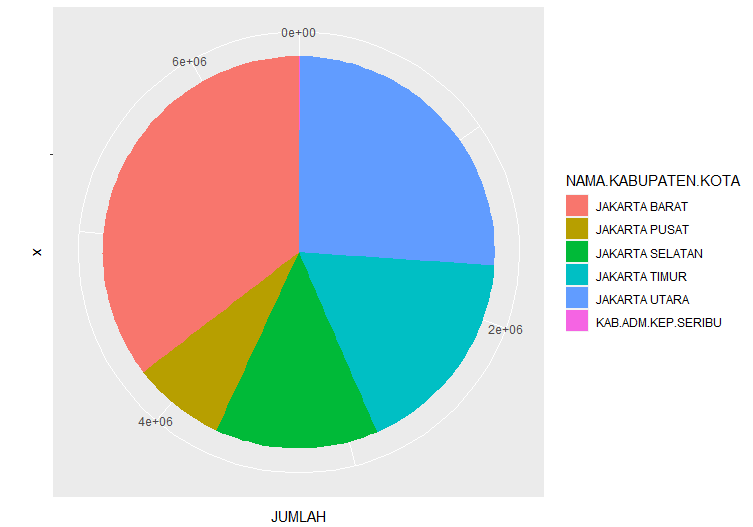 0e+00
6e+06
2e+06
4e+06
x
JUMLAH
NAMA.KABUPATEN.KOTA
JAKARTA BARAT
JAKARTA PUSAT
JAKARTA SELATAN
JAKARTA TIMUR
JAKARTA UTARA
KAB.ADM.KEP.SERIBU